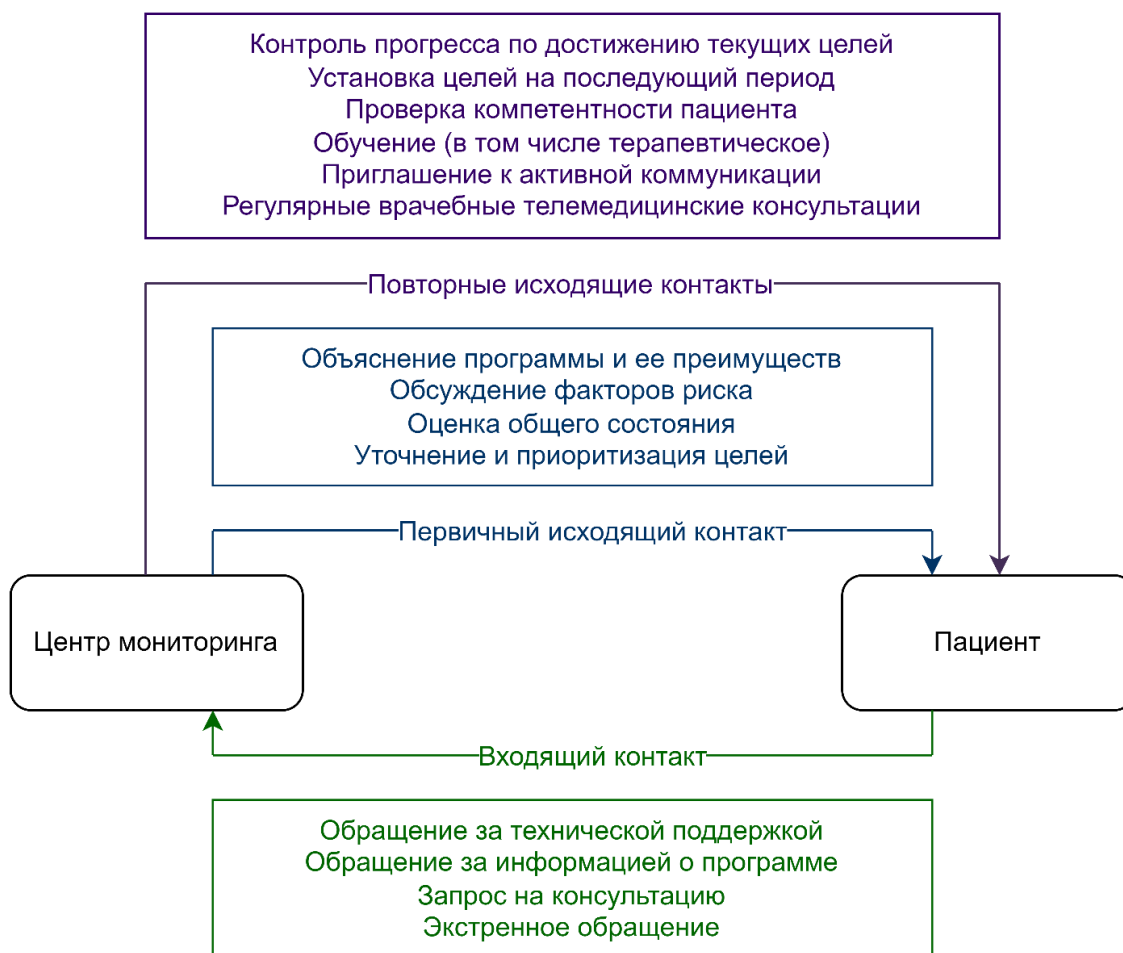 Контроль прогресса по достижению текущих целей
Установка целей на последующий период
Проверка компетентности пациента
Обучение (в том числе терапевтическое)
Приглашение к активной коммуникации
Регулярные врачебные телемедицинские консультации
Повторные исходящие контакты
Объяснение программы и ее преимуществ
Обсуждение факторов риска
Оценка общего состояния
Уточнение и приоритизация целей
Первичный исходящий контакт
Центр мониторинга
Пациент
Входящий контакт
Обращение за технической поддержкой
Обращение за информацией о программе
Запрос на консультацию
Экстренное обращение